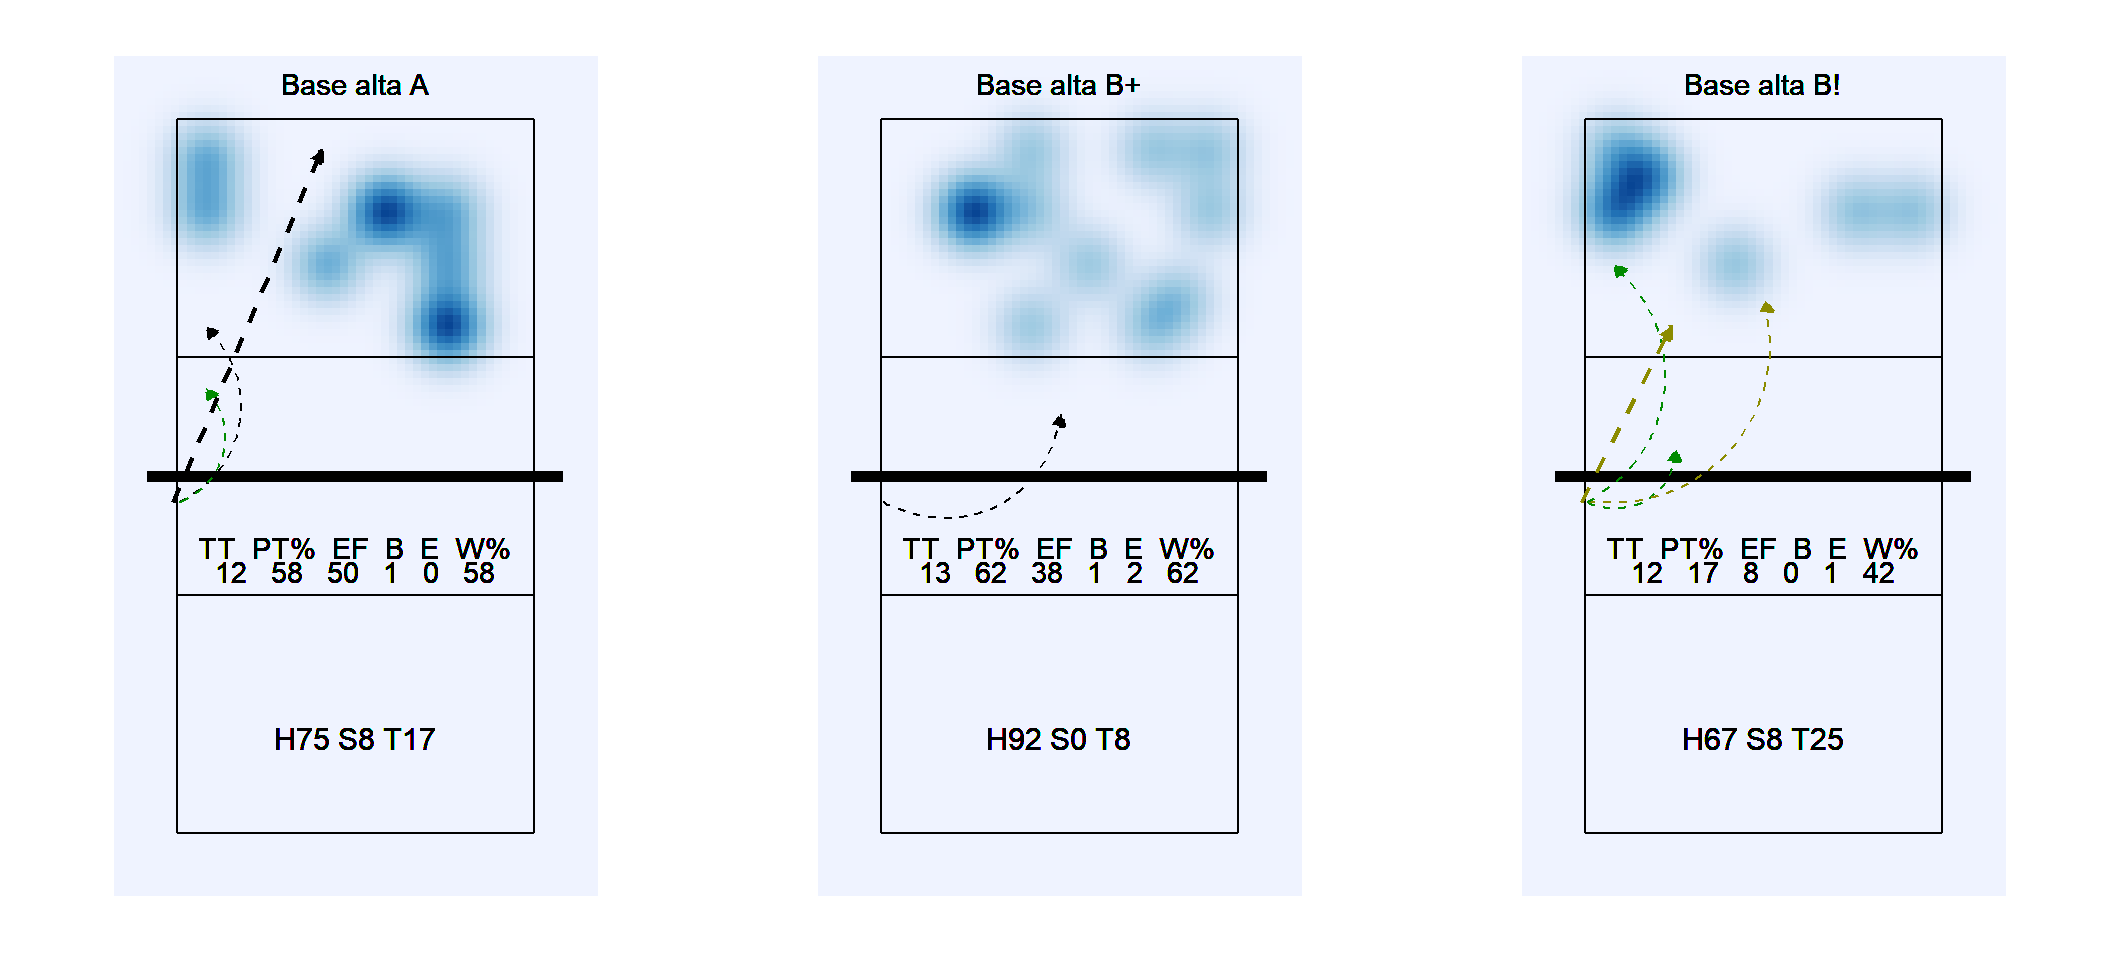 Base alta A
TT PT% EF B E W%
12 58 50 1 0 58
H75 S8 T17
Base alta B+
TT PT% EF B E W%
13 62 38 1 2 62
H92 S0 T8
Base alta B!
TT PT% EF B E W%
12 17 8 0 1 42
H67 S8 T25